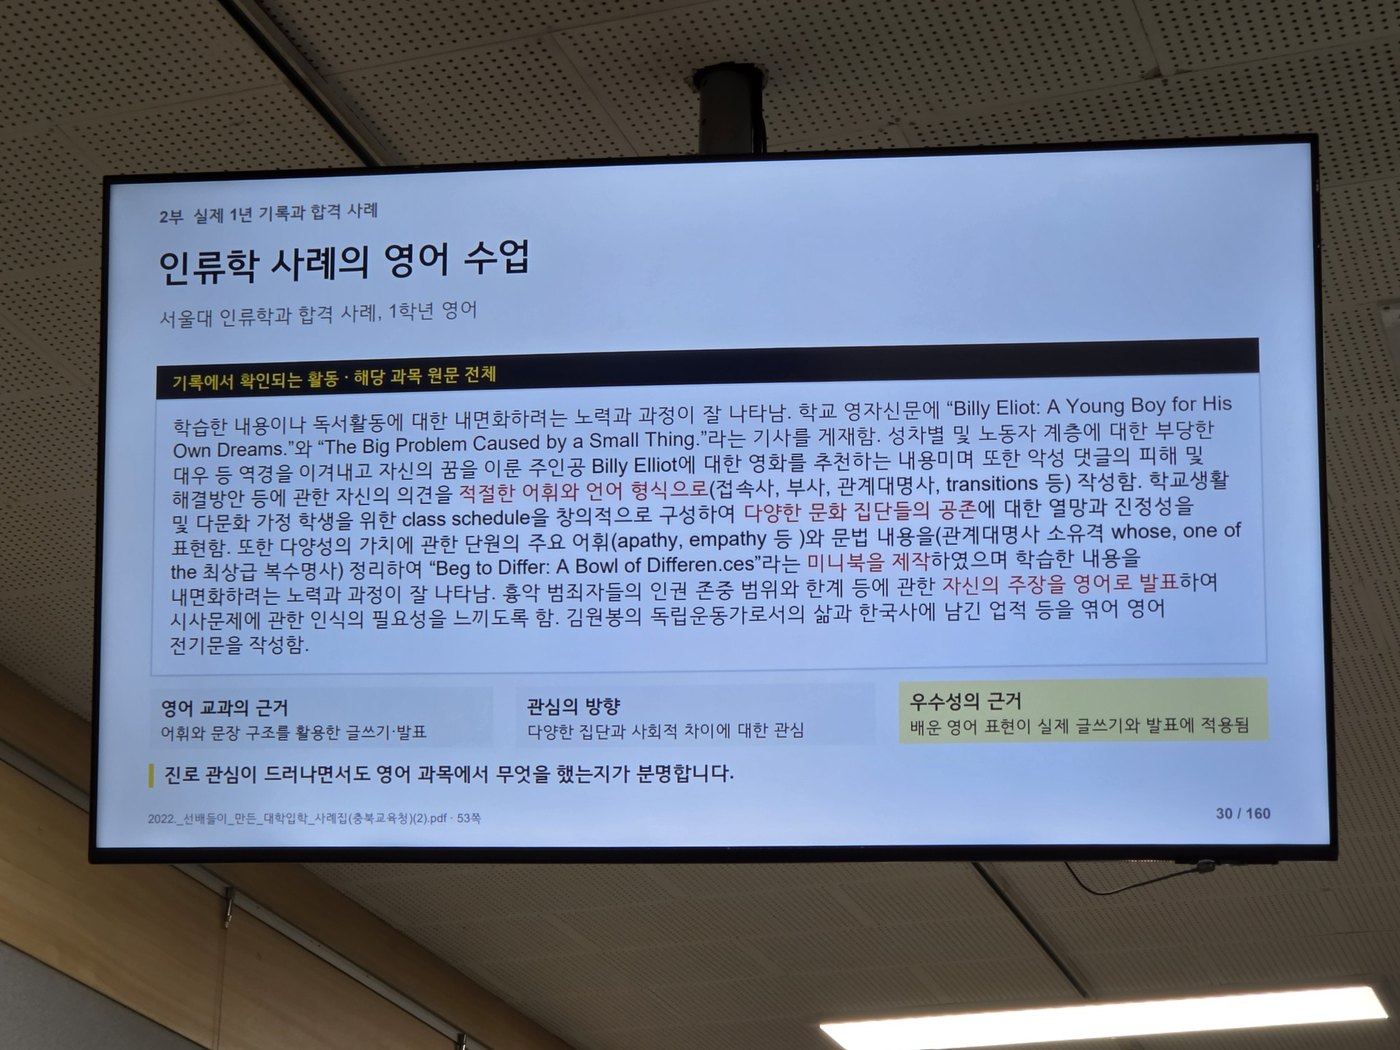 2부 실제 1년 기록과 합격 사례
인류학 사례의 영어 수업
서울대 인류학과 합격 사례, 1학년 영어
기록에서 확인되는 활동 · 해당 과목 원문 전체
학습한 내용이나 독서활동에 대한 내면화하려는 노력과 과정이 잘 나타남. 학교 영자신문에 “Billy Eliot: A Young Boy for His
Own Dreams.”와 “The Big Problem Caused by a Small Thing.”라는 기사를 게재함. 성차별 및 노동자 계층에 대한 부당한
대우 등 역경을 이겨내고 자신의 꿈을 이룬 주인공 Billy Elliot에 대한 영화를 추천하는 내용미며 또한 악성 댓글의 피해 및
해결방안 등에 관한 자신의 의견을 적절한 어휘와 언어 형식으로(접속사, 부사, 관계대명사, transitions 등) 작성함. 학교생활
및 다문화 가정 학생을 위한 class schedule을 창의적으로 구성하여 다양한 문화 집단들의 공존에 대한 열망과 진정성을
표현함. 또한 다양성의 가치에 관한 단원의 주요 어휘(apathy, empathy 등 )와 문법 내용을(관계대명사 소유격 whose, one of
the 최상급 복수명사) 정리하여 “Beg to Differ: A Bowl of Differen.ces”라는 미니북을 제작하였으며 학습한 내용을
내면화하려는 노력과 과정이 잘 나타남. 흉악 범죄자들의 인권 존중 범위와 한계 등에 관한 자신의 주장을 영어로 발표하여
시사문제에 관한 인식의 필요성을 느끼도록 함. 김원봉의 독립운동가로서의 삶과 한국사에 남긴 업적 등을 엮어 영어
전기문을 작성함.
영어 교과의 근거
어휘와 문장 구조를 활용한 글쓰기·발표
관심의 방향
다양한 집단과 사회적 차이에 대한 관심
우수성의 근거
배운 영어 표현이 실제 글쓰기와 발표에 적용됨
진로 관심이 드러나면서도 영어 과목에서 무엇을 했는지가 분명합니다.
2022._선배들이_만든_대학입학_사례집(충북교육청)(2).pdf · 53쪽
30 / 160